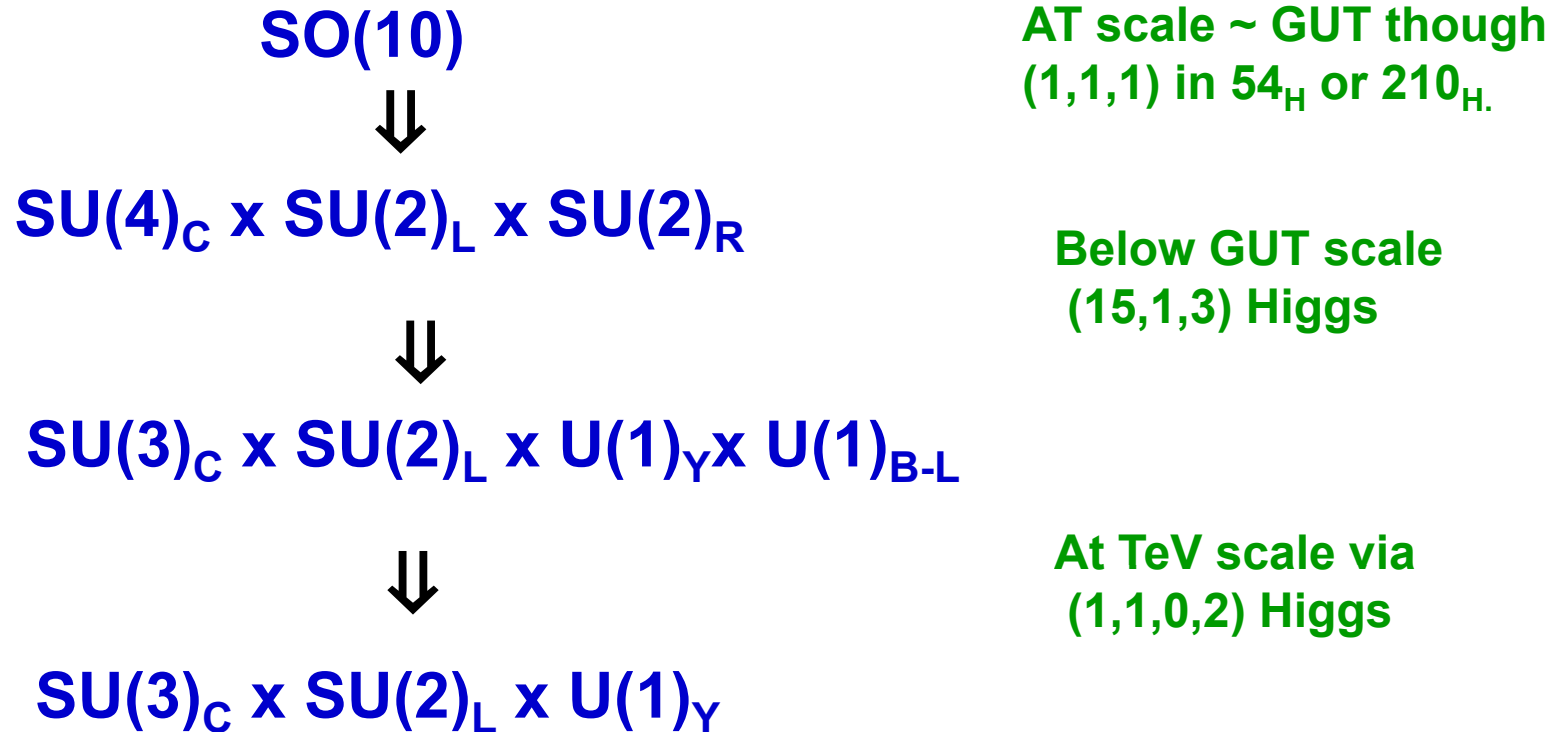 SO(10)
AT scale ~ GUT though
(1,1,1) in 54H or 210H.
⇓
SU(4)C x SU(2)L x SU(2)R
Below GUT scale
(15,1,3) Higgs
⇓
SU(3)C x SU(2)L x U(1)Yx U(1)B-L
⇓
At TeV scale via
(1,1,0,2) Higgs
SU(3)C x SU(2)L x U(1)Y